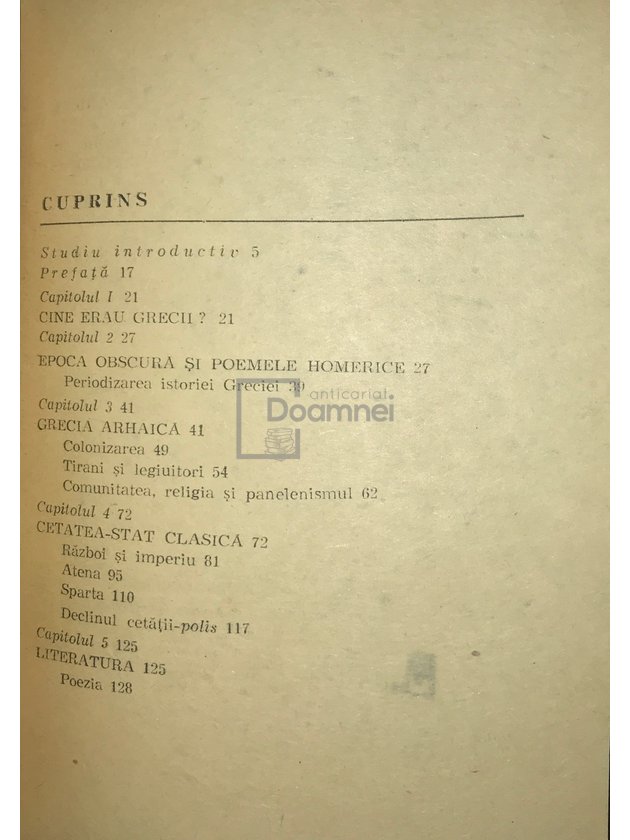 CUPRINS
Studiu introductiv 5
Prefață 17
Capitolul I 21
CINE ERAU GRECII ? 21
Capitolul 2 27
EPOCA OBSCURĂ ȘI POEMELE HOMERICE 27
Periodizarea istoriei Greciei 39
anticariat
Doamnei
Capitolul 3 41
GRECIA ARHAICĂ 41
Colonizarea 49
Tirani și legiuitori 54
Comunitatea, religia și panelenismul 62
Capitolul 4 72
CETATEA-STAT CLASICĂ 72
Război și imperiu 81
Atena 95
Sparta 110
Declinul cetății-polis 117
Capitolul 5 125
LITERATURA 125
Poezia 128